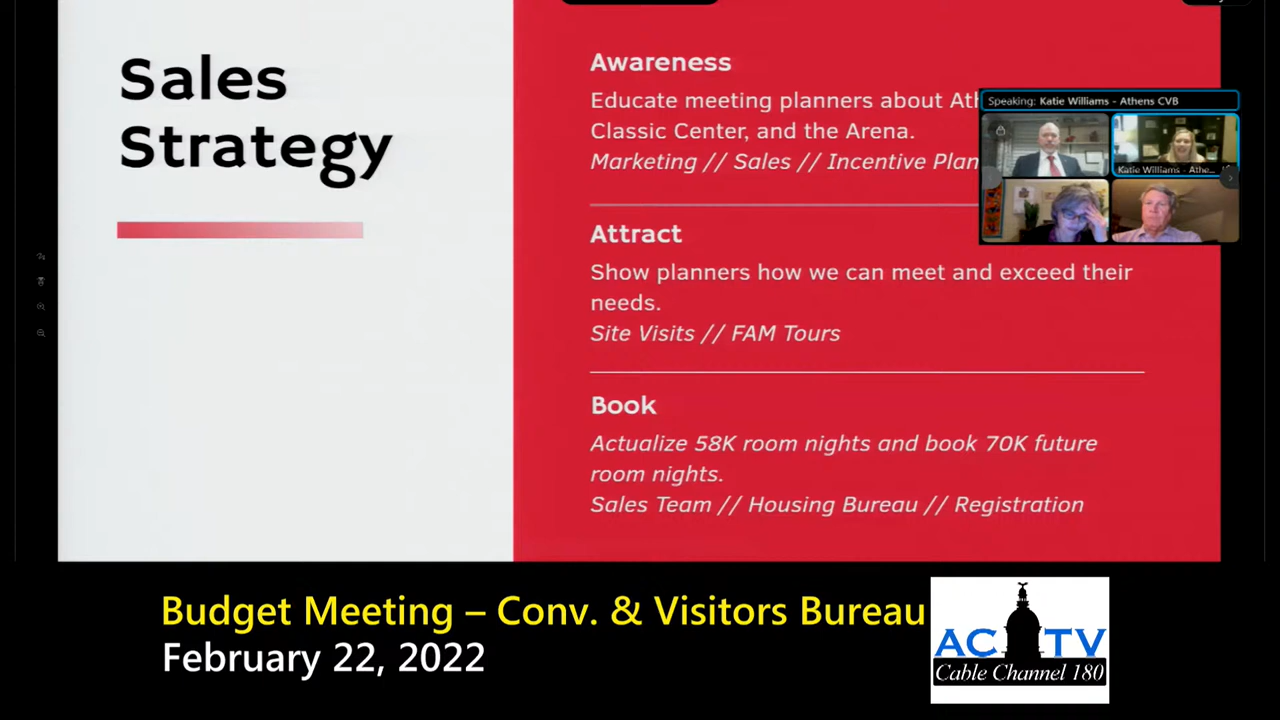 Sales
Strategy
Awareness
Educate meeting planners about
Classic Center, and the Arena.
Marketing // Sales // Incentive
Speaking: Katie Williams - Athens CVB
Katie Williams - Athe...
Attract
Show planners how we can meet and exceed their
needs.
Site Visits // FAM Tours
Book
Actualize 58K room nights and book 70K future
room nights.
Sales Team // Housing Bureau // Registration
Budget Meeting – Conv. & Visitors Bureau
February 22, 2022
ACTV
Cable Channel 180